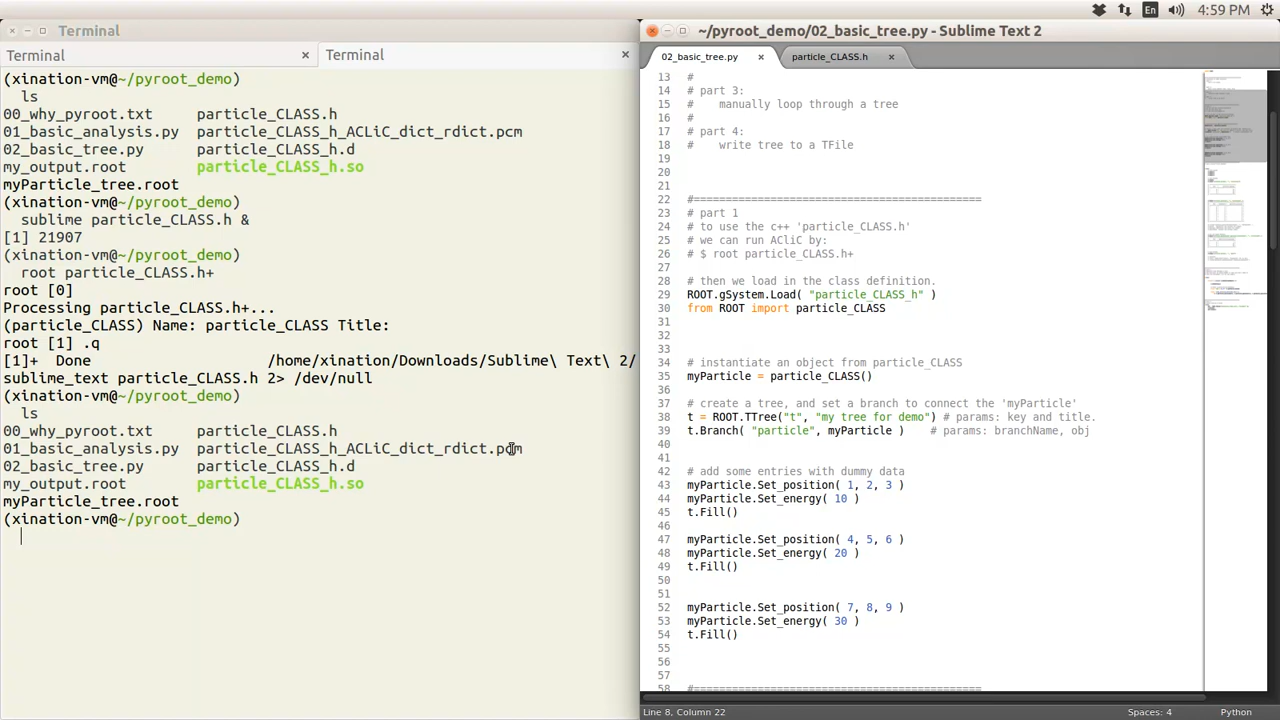 En
4:59 PM
Terminal
Terminal
Terminal
(xination-vm@~/pyroot_demo)
ls
00_why_pyroot.txt particle_CLASS.h
01_basic_analysis.py particle_CLASS_h_ACLiC_dict_rdict.pcm
02_basic_tree.py particle_CLASS_h.d
my_output.root particle_CLASS_h.so
myParticle_tree.root
(xination-vm@~/pyroot_demo)
sublime particle_CLASS.h &
[1] 21907
(xination-vm@~/pyroot_demo)
root particle_CLASS.h+
root [0]
Processing particle_CLASS.h+...
(particle_CLASS) Name: particle_CLASS Title:
root [1] .q
[1]+ Done /home/xination/Downloads/Sublime\ Text\ 2/
sublime_text particle_CLASS.h 2> /dev/null
(xination-vm@~/pyroot_demo)
ls
00_why_pyroot.txt particle_CLASS.h
01_basic_analysis.py particle_CLASS_h_ACLiC_dict_rdict.pcm
02_basic_tree.py particle_CLASS_h.d
my_output.root particle_CLASS_h.so
myParticle_tree.root
(xination-vm@~/pyroot_demo)
~/pyroot_demo/02_basic_tree.py - Sublime Text 2
02_basic_tree.py
particle_CLASS.h
13 #
14 # part 3:
15 # manually loop through a tree
16 #
17 # part 4:
18 # write tree to a TFile
19
20
21
22 #=============================================
23 # part 1
24 # to use the c++ 'particle_CLASS.h'
25 # we can run ACliC by:
26 # $ root particle_CLASS.h+
27
28 # then we load in the class definition.
29 ROOT.gSystem.Load( "particle_CLASS_h" )
30 from ROOT import particle_CLASS
31
32
33
34 # instantiate an object from particle_CLASS
35 myParticle = particle_CLASS()
36
37 # create a tree, and set a branch to connect the 'myParticle'
38 t = ROOT.TTree("t", "my tree for demo") # params: key and title.
39 t.Branch( "particle", myParticle ) # params: branchName, obj
40
41
42 # add some entries with dummy data
43 myParticle.Set_position( 1, 2, 3 )
44 myParticle.Set_energy( 10 )
45 t.Fill()
46
47 myParticle.Set_position( 4, 5, 6 )
48 myParticle.Set_energy( 20 )
49 t.Fill()
50
51
52 myParticle.Set_position( 7, 8, 9 )
53 myParticle.Set_energy( 30 )
54 t.Fill()
55
56
57
58 #=============================================
Line 8, Column 22
Spaces: 4
Python